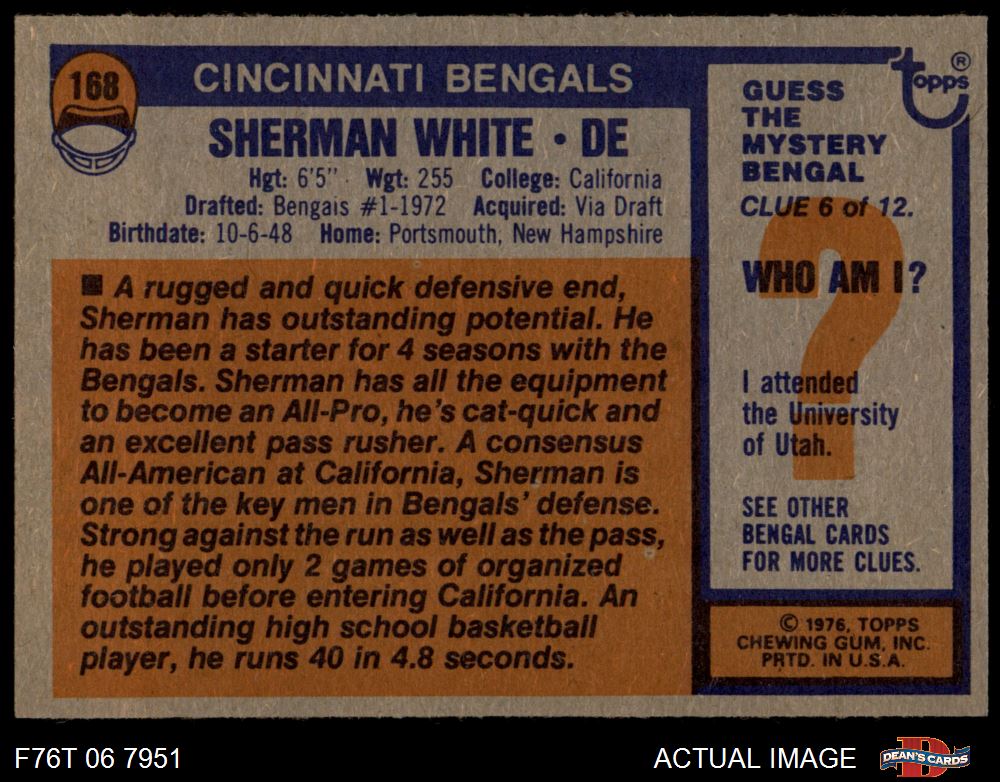 168
CINCINNATI BENGALS
SHERMAN WHITE • DE
Hgt: 6'5" Wgt: 255 College: California
Drafted: Bengals #1-1972 Acquired: Via Draft
Birthdate: 10-6-48 Home: Portsmouth, New Hampshire
■ A rugged and quick defensive end,
Sherman has outstanding potential. He
has been a starter for 4 seasons with the
Bengals. Sherman has all the equipment
to become an All-Pro, he's cat-quick and
an excellent pass rusher. A consensus
All-American at California, Sherman is
one of the key men in Bengals' defense.
Strong against the run as well as the pass,
he played only 2 games of organized
football before entering California. An
outstanding high school basketball
player, he runs 40 in 4.8 seconds.
Topps®
GUESS
THE
MYSTERY
BENGAL
CLUE 6 of 12.
?
WHO AM I?
I attended
the University
of Utah.
SEE OTHER
BENGAL CARDS
FOR MORE CLUES.
© 1976, TOPPS
CHEWING GUM, INC.
PRTD. IN U.S.A.
F76T 06 7951
ACTUAL IMAGE
DEAN'S CARDS